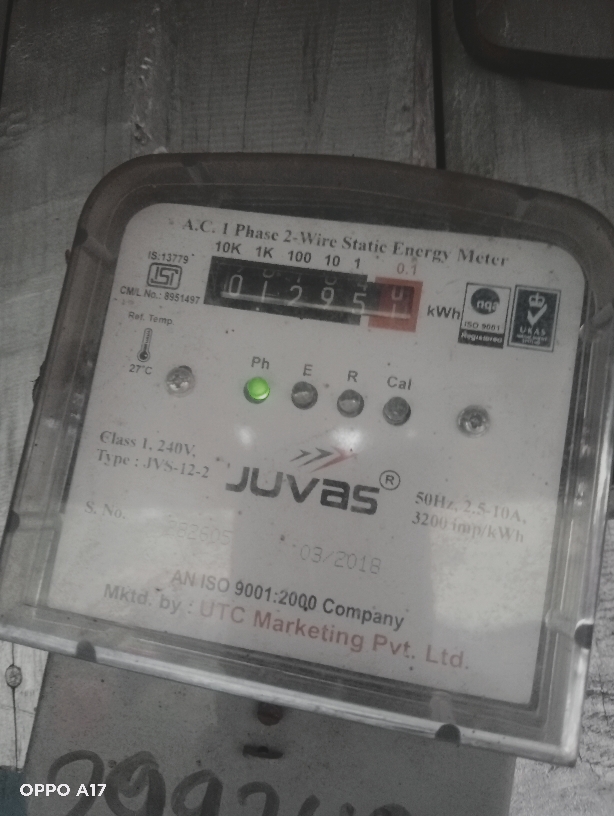 A.C. 1 Phase 2-Wire Static Energy Meter
10K 1K 100 10 1 0.1
IS:13779
ISI
CM/L No.: 8951497
01295
kWh
nqa
ISO 9001
Registered
UKAS
Ref. Temp.
27°C
Ph E R Cal
Class 1, 240V,
Type : JVS-12-2
JUVAS®
50Hz, 2.5-10A,
3200 imp/kWh
S. No.
03/2018
AN ISO 9001:2000 Company
Mktd. by : UTC Marketing Pvt. Ltd.
OPPO A17